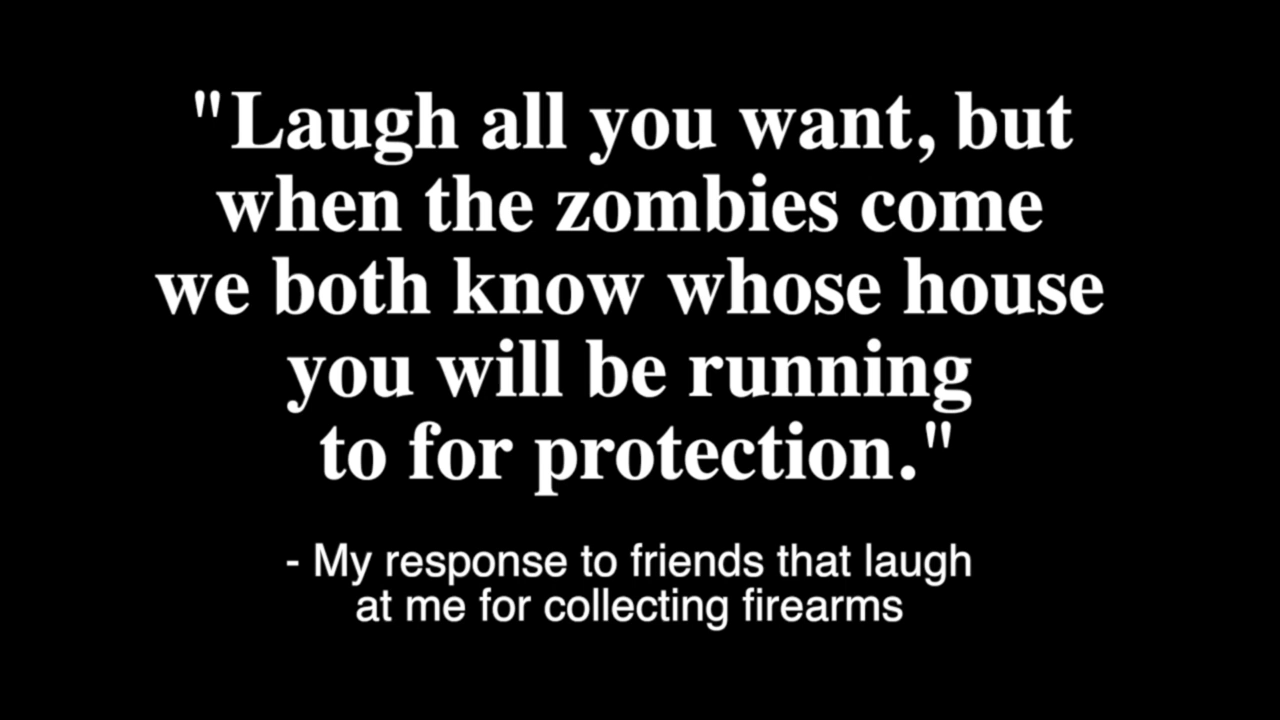 "Laugh all you want, but
when the zombies come
we both know whose house
you will be running
to for protection."
- My response to friends that laugh
at me for collecting firearms